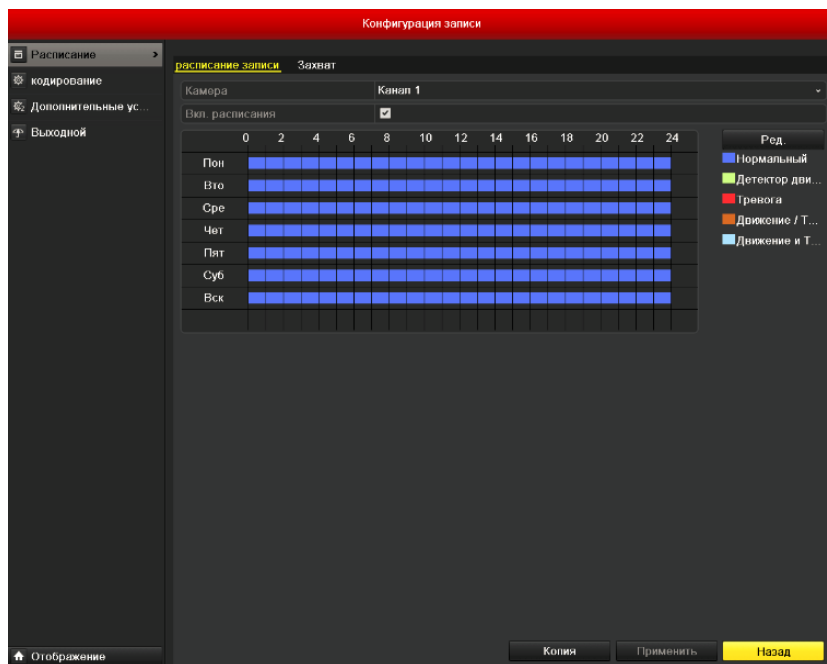 Конфигурация записи
Расписание >
кодирование
Дополнительные ус...
Выходной
расписание записи Захват
Камера Канал 1
Вкл. расписания
0 2 4 6 8 10 12 14 16 18 20 22 24
Пон
Вто
Сре
Чет
Пят
Суб
Вск
Ред.
Нормальный
Детектор дви...
Тревога
Движение / Т...
Движение и Т...
Отображение
Копия Применить Назад